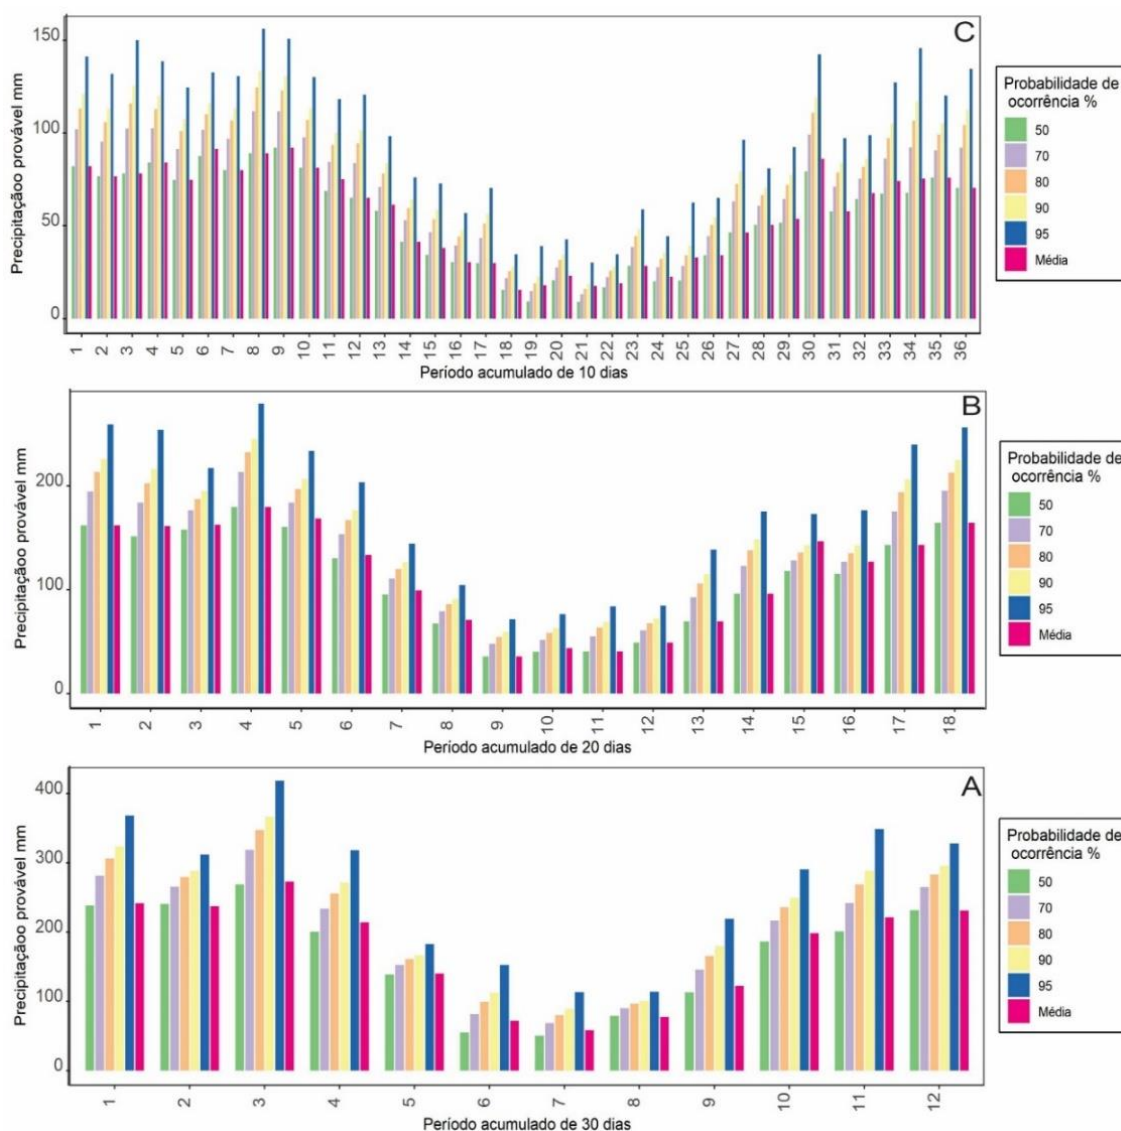 C
Precipitaçãoo provável mm
150
100
50
0
1 2 3 4 5 6 7 8 9 10 11 12 13 14 15 16 17 18 19 20 21 22 23 24 25 26 27 28 29 30 31 32 33 34 35 36
Período acumulado de 10 dias
Probabilidade de
ocorrência %
50
70
80
90
95
Média
B
Precipitaçãoo provável mm
200
100
0
1 2 3 4 5 6 7 8 9 10 11 12 13 14 15 16 17 18
Período acumulado de 20 dias
Probabilidade de
ocorrência %
50
70
80
90
95
Média
A
Precipitaçãoo provável mm
400
300
200
100
0
1 2 3 4 5 6 7 8 9 10 11 12
Período acumulado de 30 dias
Probabilidade de
ocorrência %
50
70
80
90
95
Média